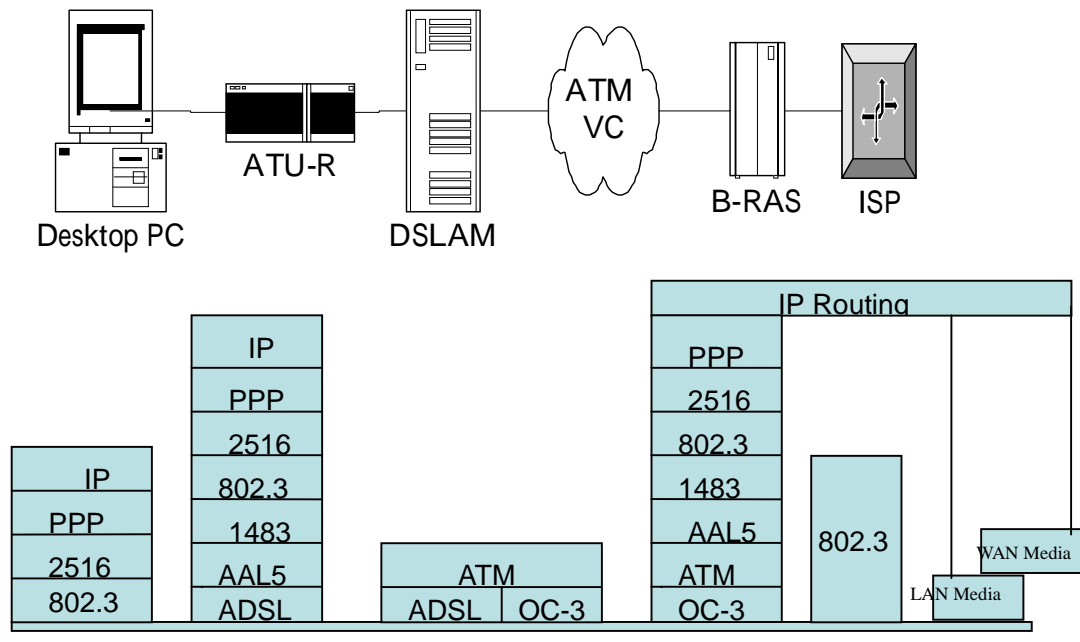 ATM
VC
ATU-R
B-RAS
ISP
Desktop PC
DSLAM
IP
PPP
2516
802.3
IP
PPP
2516
802.3
1483
AAL5
ADSL
ATM
ADSL
OC-3
IP Routing
PPP
2516
802.3
1483
AAL5
ATM
OC-3
802.3
WAN Media
LAN Media